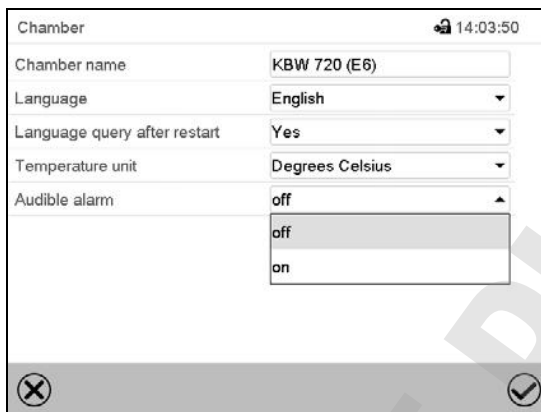 Chamber 14:03:50
Chamber name KBW 720 (E6)
Language English
Language query after restart Yes
Temperature unit Degrees Celsius
Audible alarm off
off
on